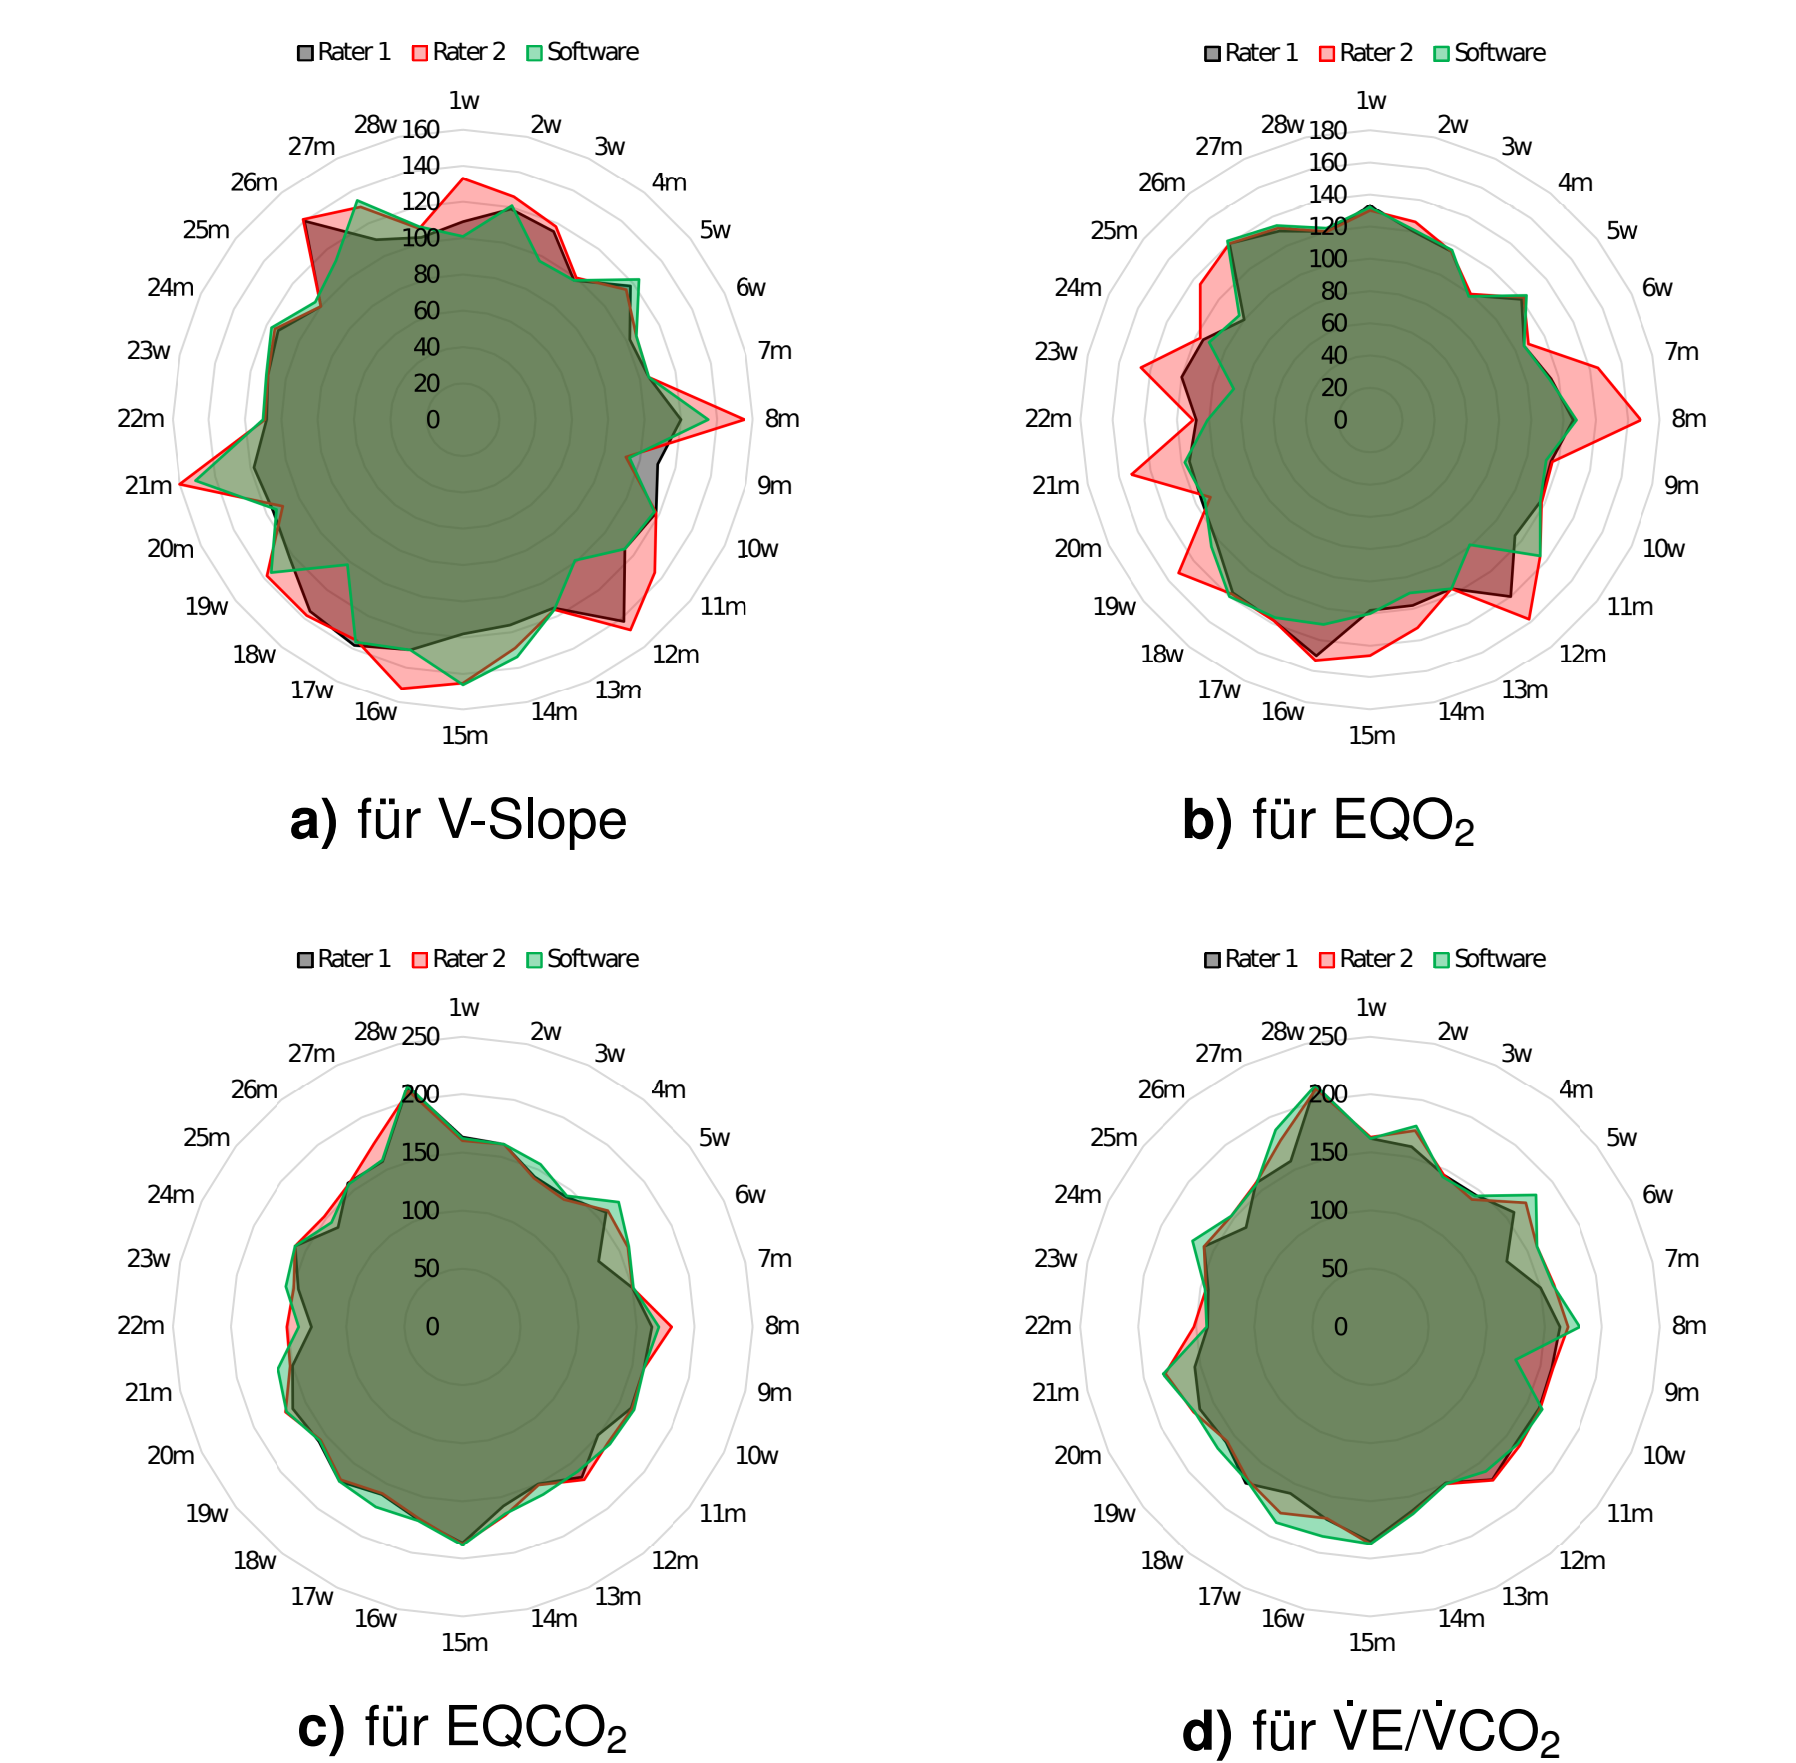 Rater 1 Rater 2 Software
1w
2w
3w
4m
5w
6w
7m
8m
9m
10w
11m
12m
13m
14m
15m
16w
17w
18w
19w
20m
21m
22m
23w
24m
25m
26m
27m
28w
160
140
120
100
80
60
40
20
0
a) für V-Slope
Rater 1 Rater 2 Software
1w
2w
3w
4m
5w
6w
7m
8m
9m
10w
11m
12m
13m
14m
15m
16w
17w
18w
19w
20m
21m
22m
23w
24m
25m
26m
27m
28w
180
160
140
120
100
80
60
40
20
0
b) für EQO₂
Rater 1 Rater 2 Software
1w
2w
3w
4m
5w
6w
7m
8m
9m
10w
11m
12m
13m
14m
15m
16w
17w
18w
19w
20m
21m
22m
23w
24m
25m
26m
27m
28w
250
200
150
100
50
0
c) für EQCO₂
Rater 1 Rater 2 Software
1w
2w
3w
4m
5w
6w
7m
8m
9m
10w
11m
12m
13m
14m
15m
16w
17w
18w
19w
20m
21m
22m
23w
24m
25m
26m
27m
28w
250
200
150
100
50
0
d) für V̇E/V̇CO₂